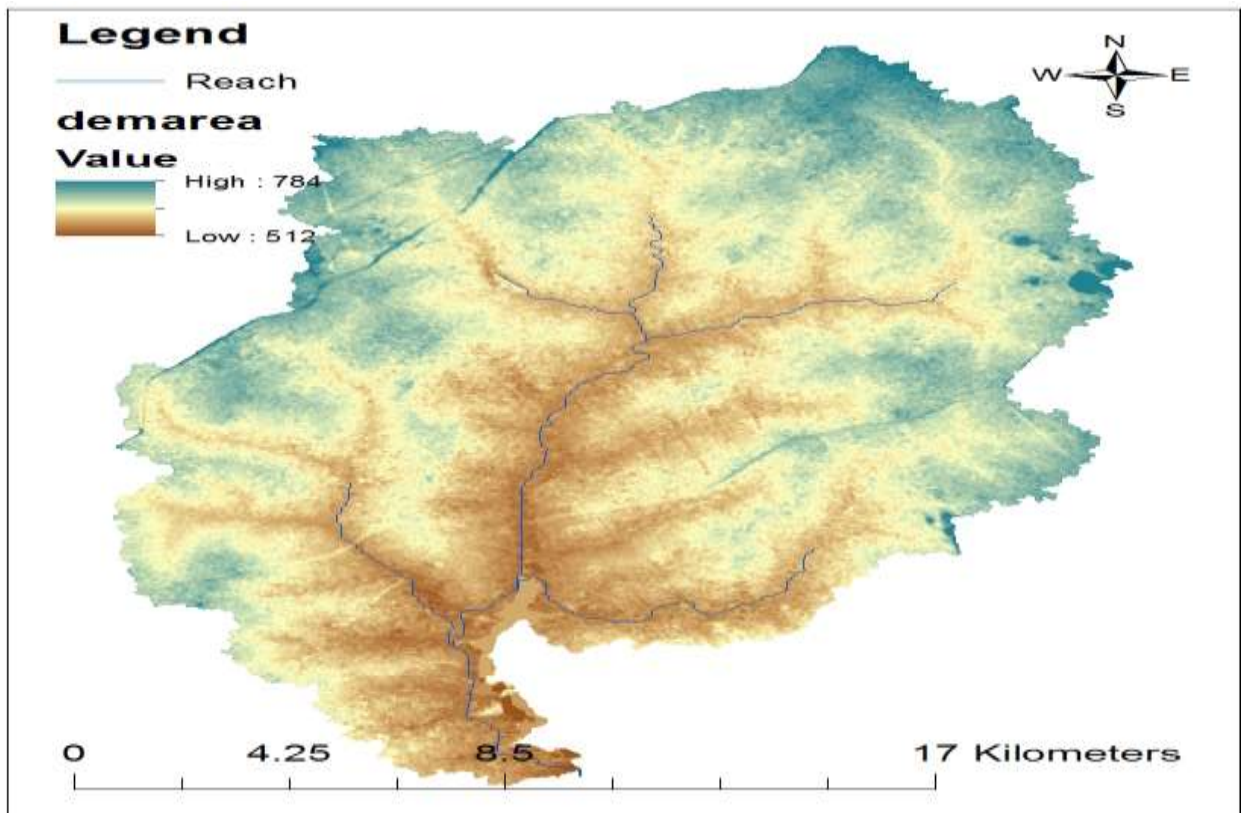 Legend
Reach
demarea
Value
High : 784
Low : 512
N
W E
S
0 4.25 8.5 17 Kilometers